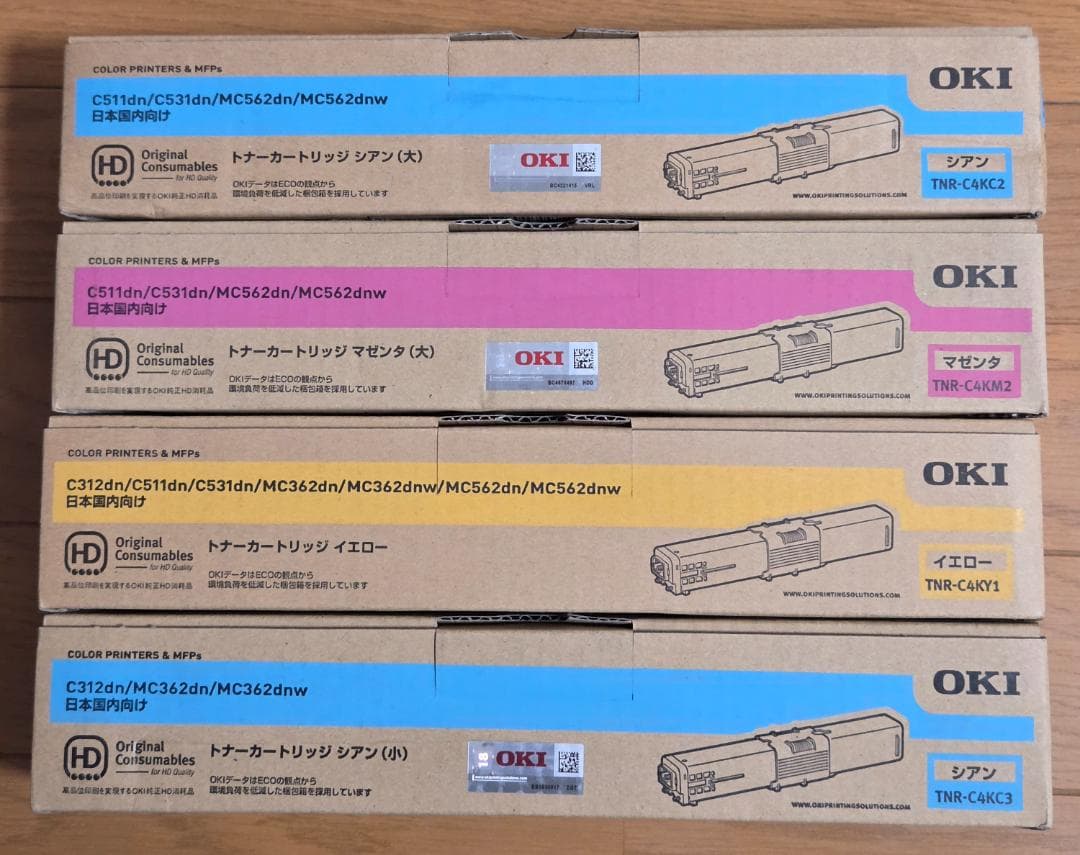 COLOR PRINTERS & MFPs
OKI
C511dn/C531dn/MC562dn/MC562dnw
日本国内向け
HD
Original
Consumables
for HD Quality
高品位印刷を実現するOKI純正HD消耗品
トナーカートリッジ シアン(大)
OKIデータはECOの観点から
環境負荷を低減した梱包箱を採用しています
OKI
WWW.OKIPRINTINGSOLUTIONS.COM
シアン
TNR-C4KC2
COLOR PRINTERS & MFPs
OKI
C511dn/C531dn/MC562dn/MC562dnw
日本国内向け
HD
Original
Consumables
for HD Quality
高品位印刷を実現するOKI純正HD消耗品
トナーカートリッジ マゼンタ(大)
OKIデータはECOの観点から
環境負荷を低減した梱包箱を採用しています
OKI
WWW.OKIPRINTINGSOLUTIONS.COM
マゼンタ
TNR-C4KM2
COLOR PRINTERS & MFPs
OKI
C312dn/C511dn/C531dn/MC362dn/MC362dnw/MC562dn/MC562dnw
日本国内向け
HD
Original
Consumables
for HD Quality
高品位印刷を実現するOKI純正HD消耗品
トナーカートリッジ イエロー
OKIデータはECOの観点から
環境負荷を低減した梱包箱を採用しています
WWW.OKIPRINTINGSOLUTIONS.COM
イエロー
TNR-C4KY1
COLOR PRINTERS & MFPs
OKI
C312dn/MC362dn/MC362dnw
日本国内向け
HD
Original
Consumables
for HD Quality
高品位印刷を実現するOKI純正HD消耗品
トナーカートリッジ シアン(小)
OKIデータはECOの観点から
環境負荷を低減した梱包箱を採用しています
OKI
WWW.OKIPRINTINGSOLUTIONS.COM
シアン
TNR-C4KC3